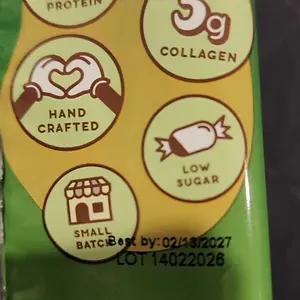 PROTEIN
3g
COLLAGEN
HAND
CRAFTED
LOW
SUGAR
SMALL
BATCH
Best by: 02/13/2027
LOT 14022026